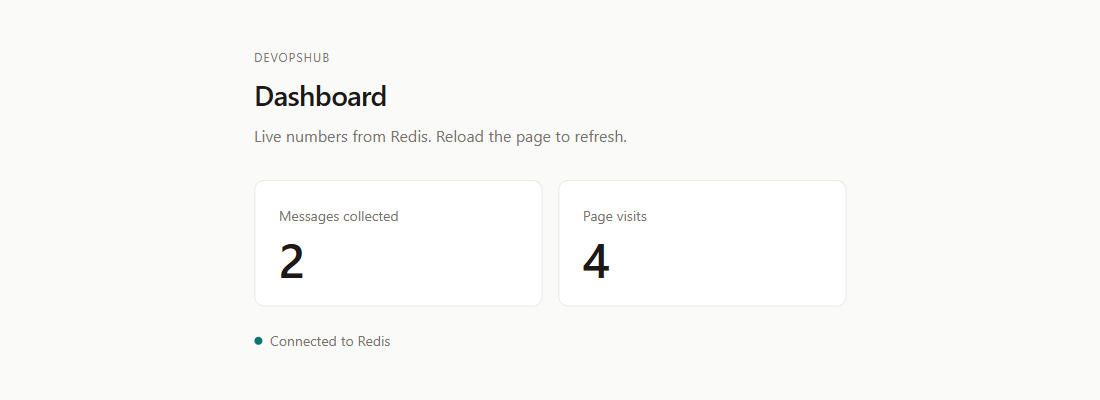 DEVOPSHUB
Dashboard
Live numbers from Redis. Reload the page to refresh.
Messages collected
2
Page visits
4
Connected to Redis